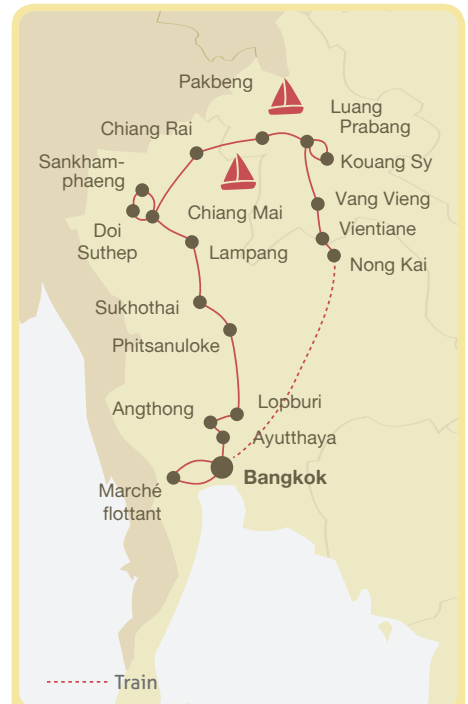 Pakbeng
Luang
Prabang
Chiang Rai
Kouang Sy
Sankham-
phaeng
Vang Vieng
Chiang Mai
Doi
Suthep
Vientiane
Lampang
Nong Kai
Sukhothai
Phitsanuloke
Angthong
Lopburi
Ayutthaya
Bangkok
Marché
flottant
Train